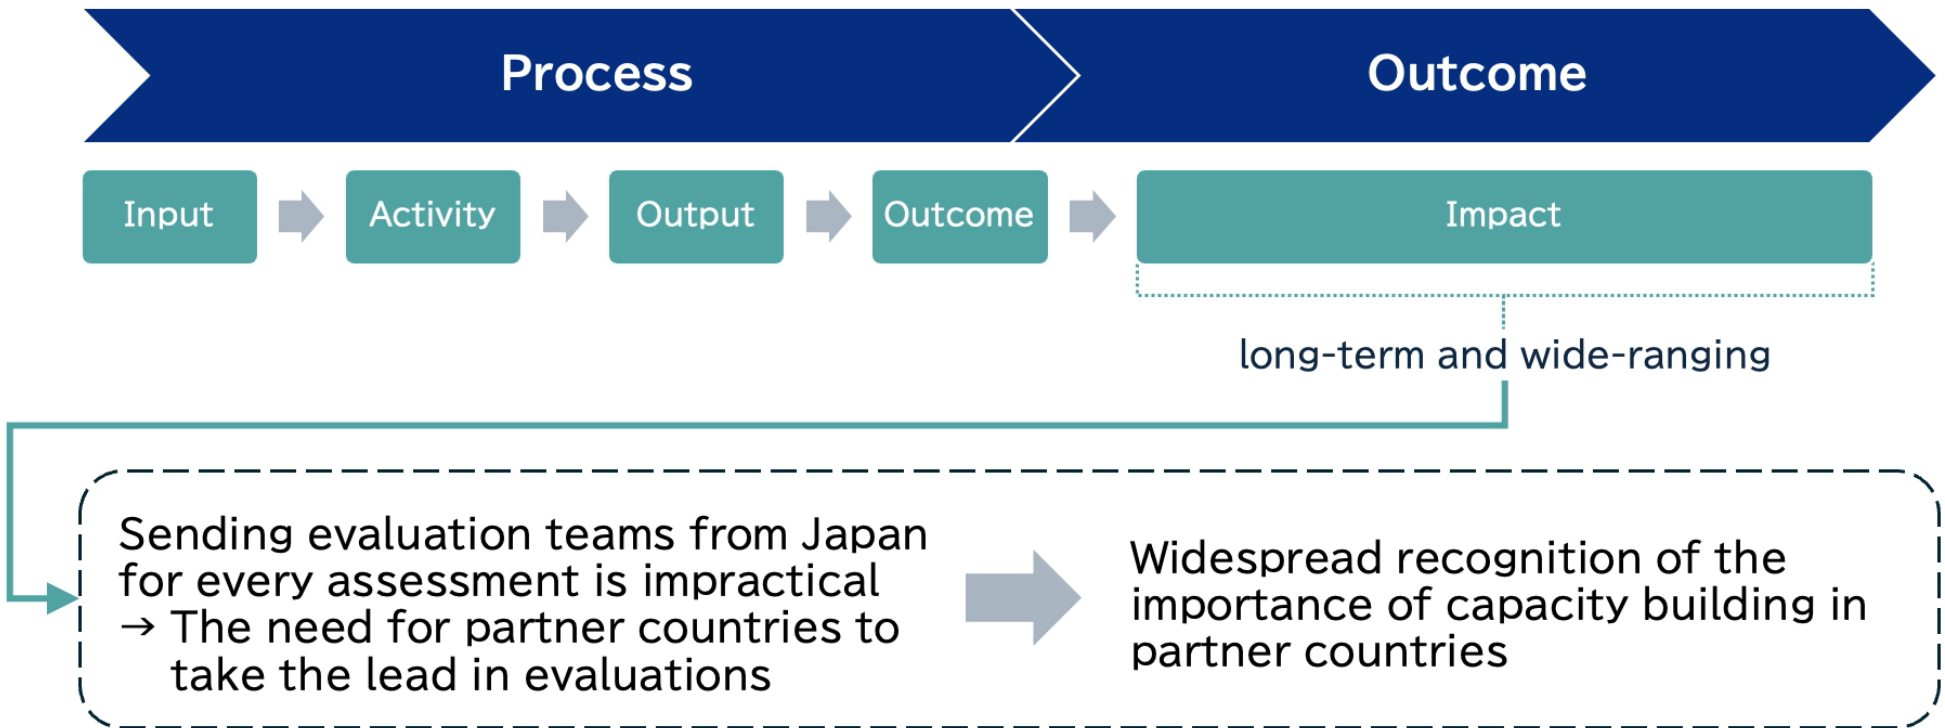 Process
Outcome
Input
Activity
Output
Outcome
Impact
long-term and wide-ranging
Sending evaluation teams from Japan
for every assessment is impractical
→ The need for partner countries to
take the lead in evaluations
Widespread recognition of the
importance of capacity building in
partner countries